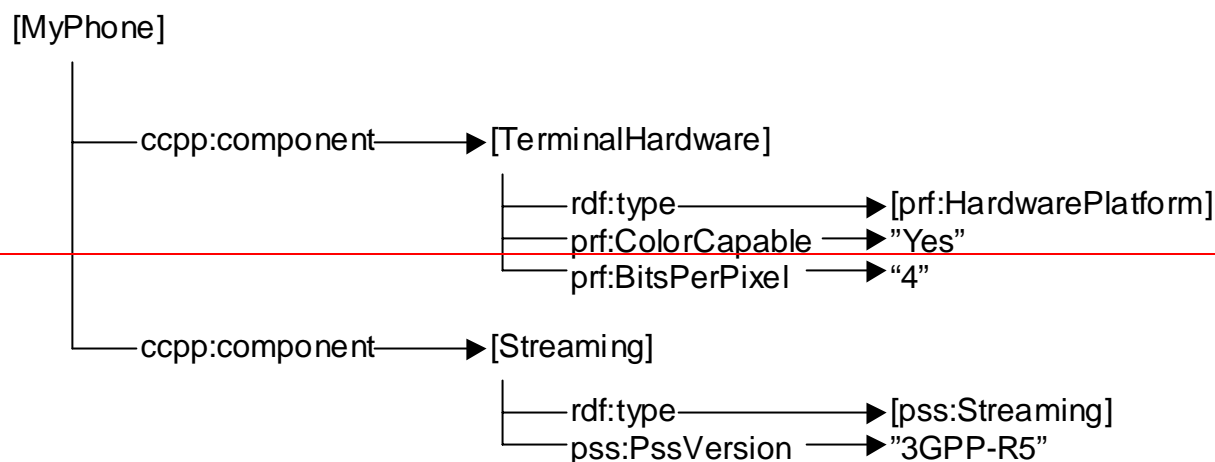 [MyPhone]
ccpp:component [TerminalHardware]
rdf:type [prf:HardwarePlatform]
prf:ColorCapable ”Yes”
prf:BitsPerPixel “4”
ccpp:component [Streaming]
rdf:type [pss:Streaming]
pss:PssVersion ”3GPP-R5”